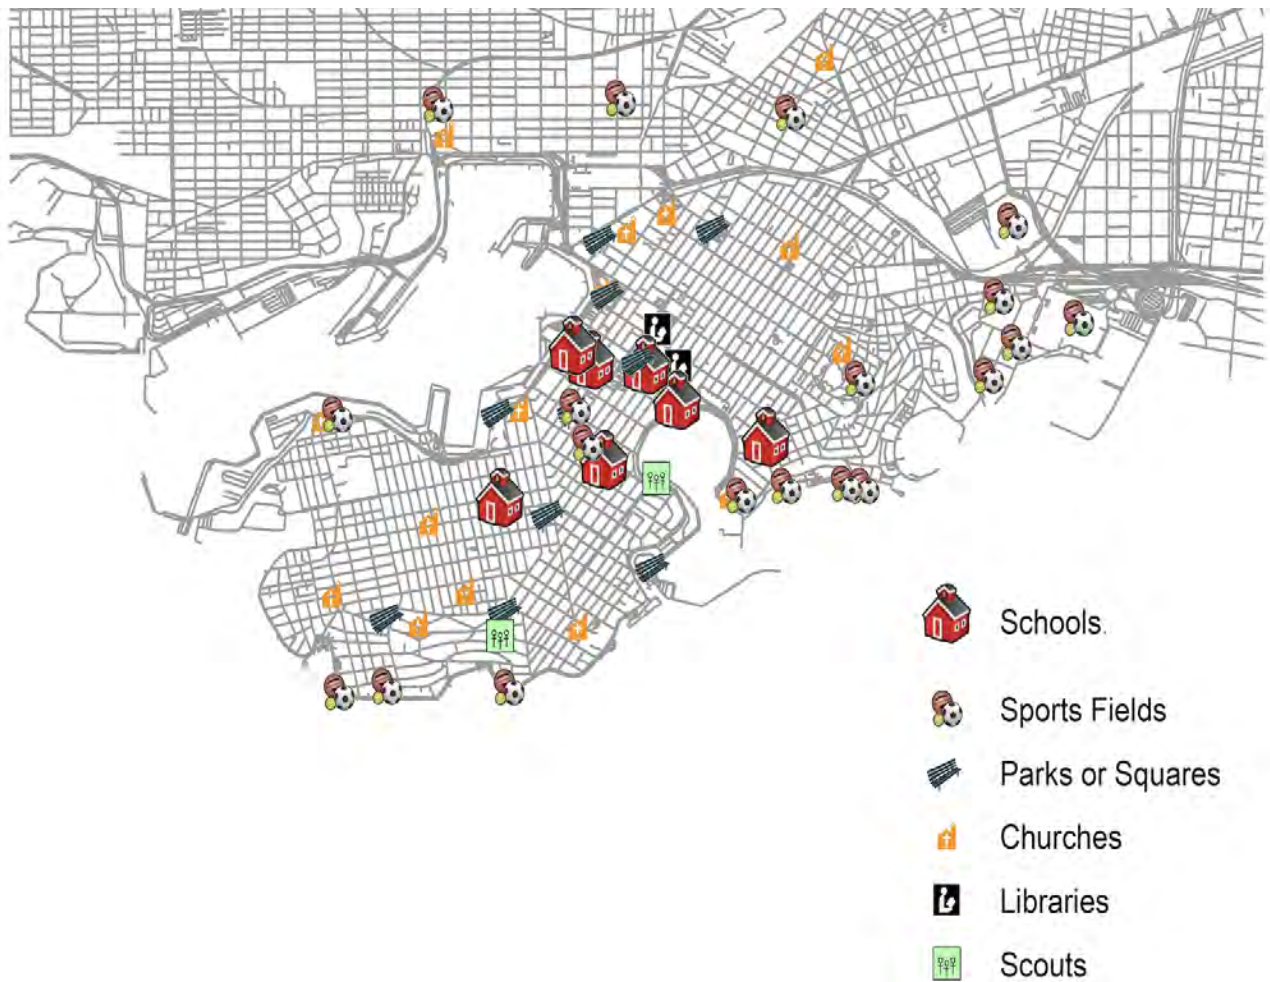 Schools.
Sports Fields
Parks or Squares
Churches
Libraries
Scouts